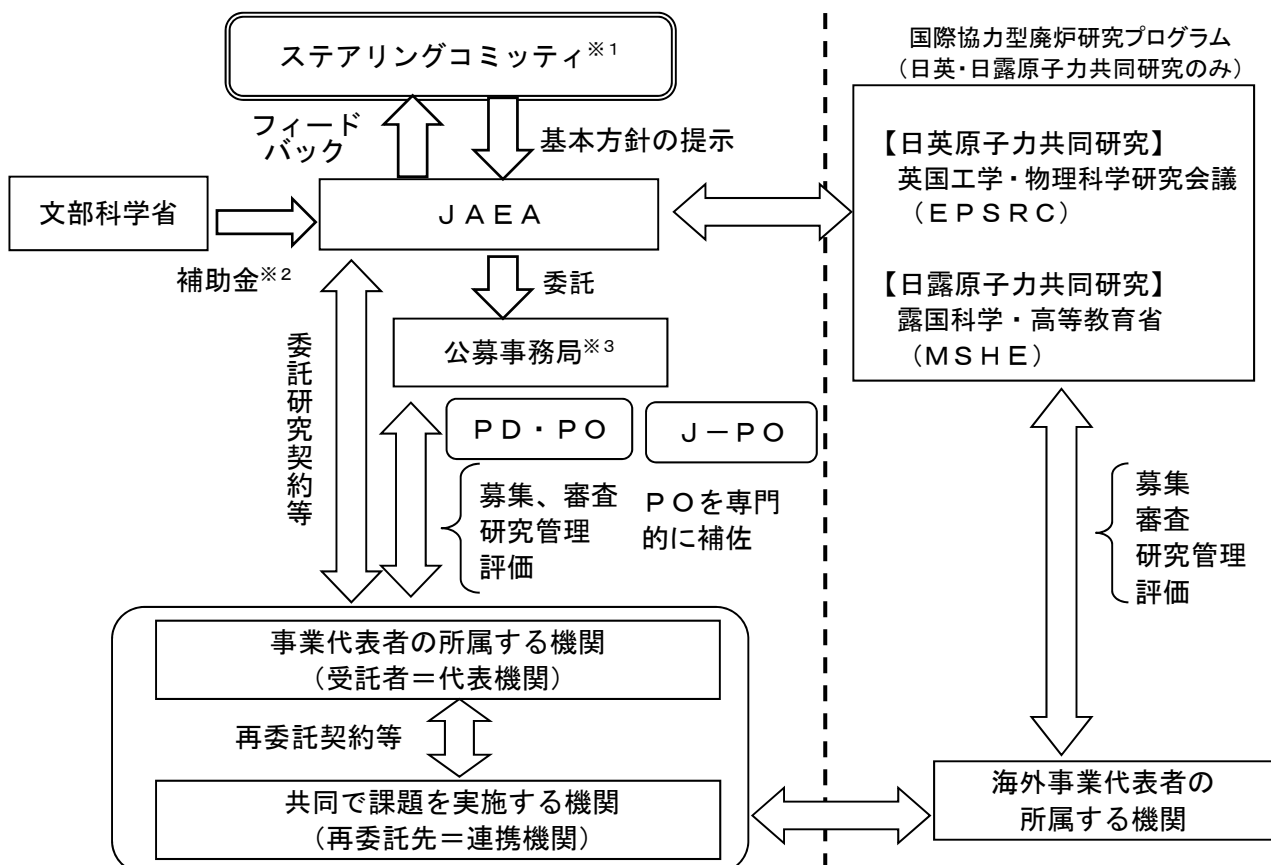 ステアリングコミッティ※1
フィード
バック
基本方針の提示
文部科学省
補助金※2
JAEA
委託
公募事務局※3
PD・PO
J-PO
募集、審査
研究管理
評価
POを専門
的に補佐
委託研究契約等
事業代表者の所属する機関
(受託者=代表機関)
再委託契約等
共同で課題を実施する機関
(再委託先=連携機関)
国際協力型廃炉研究プログラム
(日英・日露原子力共同研究のみ)
【日英原子力共同研究】
英国工学・物理科学研究会議
(EPSRC)
【日露原子力共同研究】
露国科学・高等教育省
(MSHE)
募集
審査
研究管理
評価
海外事業代表者の
所属する機関